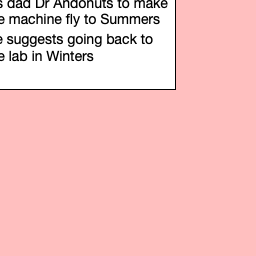 dad Dr Andonuts to make
machine fly to Summers
suggests going back to
lab in Winters